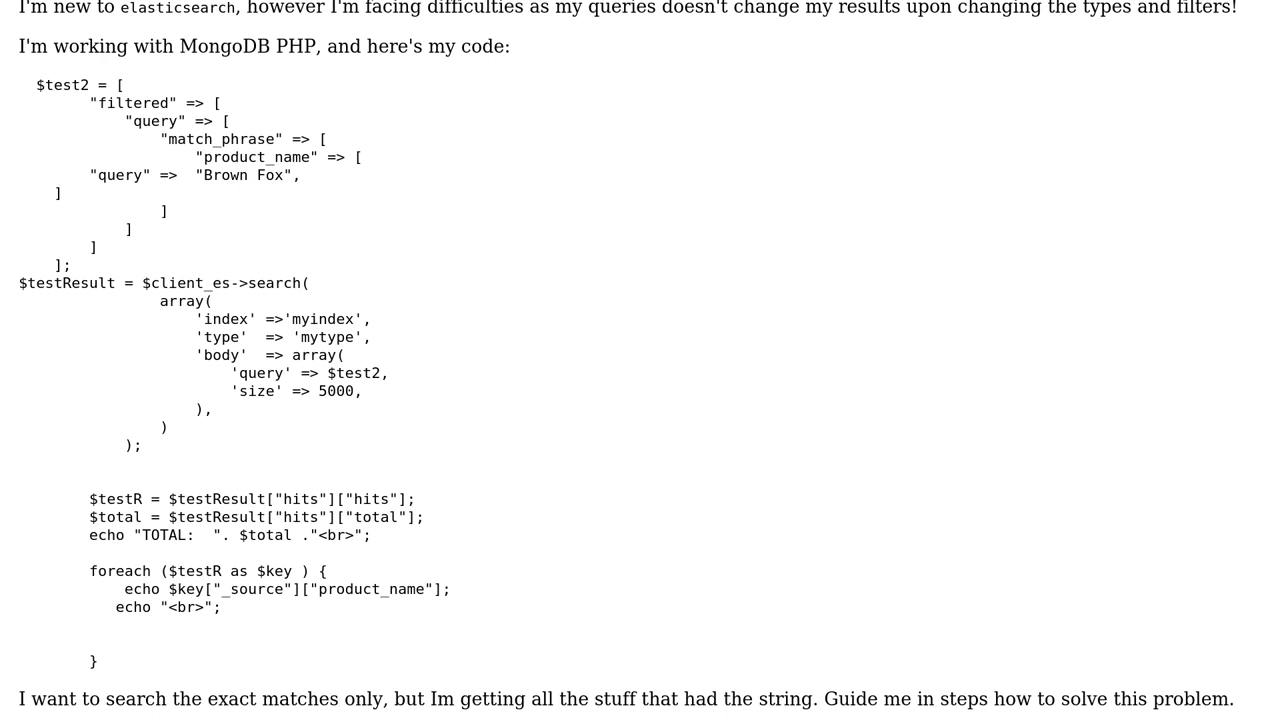 I'm new to elasticsearch, however I'm facing difficulties as my queries doesn't change my results upon changing the types and filters!
I'm working with MongoDB PHP, and here's my code:
  $test2 = [
        "filtered" => [
            "query" => [
                "match_phrase" => [
                    "product_name" => [
        "query" =>  "Brown Fox",
    ]
                ]
            ]
        ]
    ];
$testResult = $client_es->search(
                array(
                    'index' =>'myindex',
                    'type'  => 'mytype',
                    'body'  => array(
                        'query' => $test2,
                        'size' => 5000,
                    ),
                )
            );
        $testR = $testResult["hits"]["hits"];
        $total = $testResult["hits"]["total"];
        echo "TOTAL:  ". $total ."<br>";
        foreach ($testR as $key ) {
            echo $key["_source"]["product_name"];
           echo "<br>";
        }
I want to search the exact matches only, but Im getting all the stuff that had the string. Guide me in steps how to solve this problem.